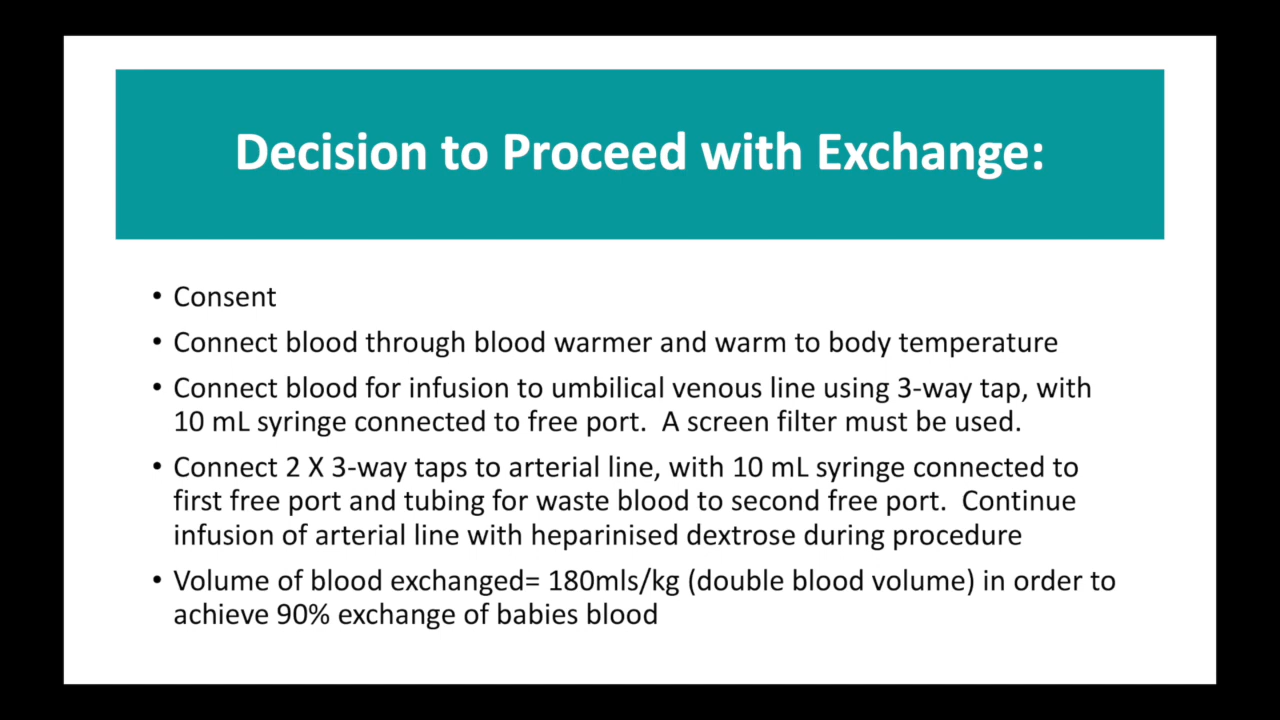 Decision to Proceed with Exchange:
• Consent
• Connect blood through blood warmer and warm to body temperature
• Connect blood for infusion to umbilical venous line using 3-way tap, with
10 mL syringe connected to free port.  A screen filter must be used.
• Connect 2 X 3-way taps to arterial line, with 10 mL syringe connected to
first free port and tubing for waste blood to second free port.  Continue
infusion of arterial line with heparinised dextrose during procedure
• Volume of blood exchanged= 180mls/kg (double blood volume) in order to
achieve 90% exchange of babies blood